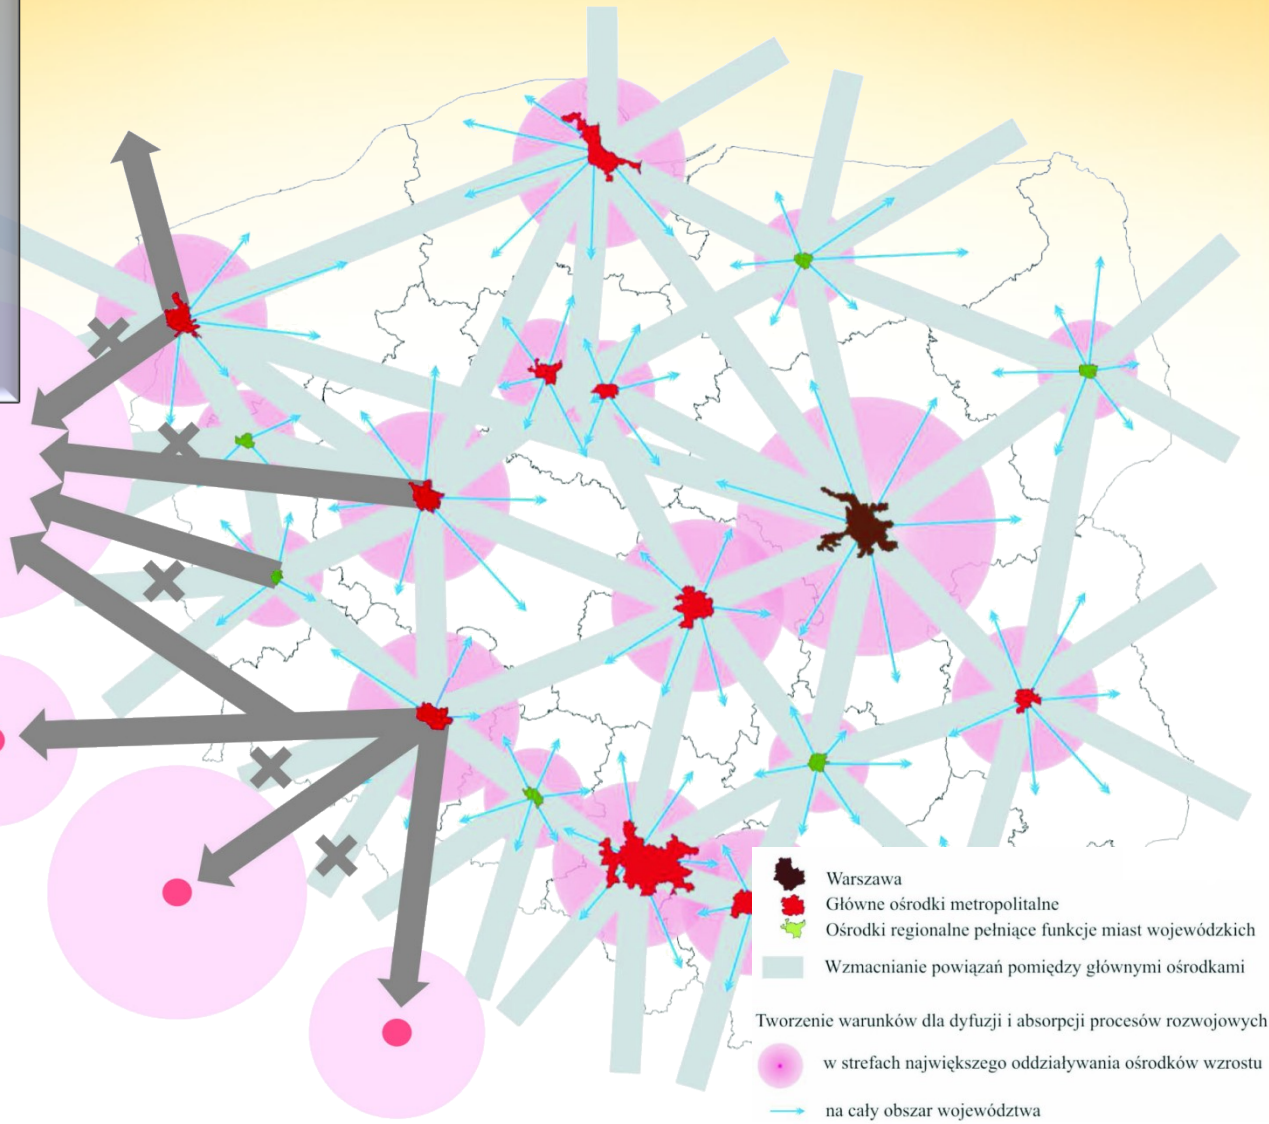 Warszawa
Główne ośrodki metropolitalne
Ośrodki regionalne pełniące funkcje miast wojewódzkich
Wzmacnianie powiązań pomiędzy głównymi ośrodkami
Tworzenie warunków dla dyfuzji i absorpcji procesów rozwojowych
w strefach największego oddziaływania ośrodków wzrostu
na cały obszar województwa